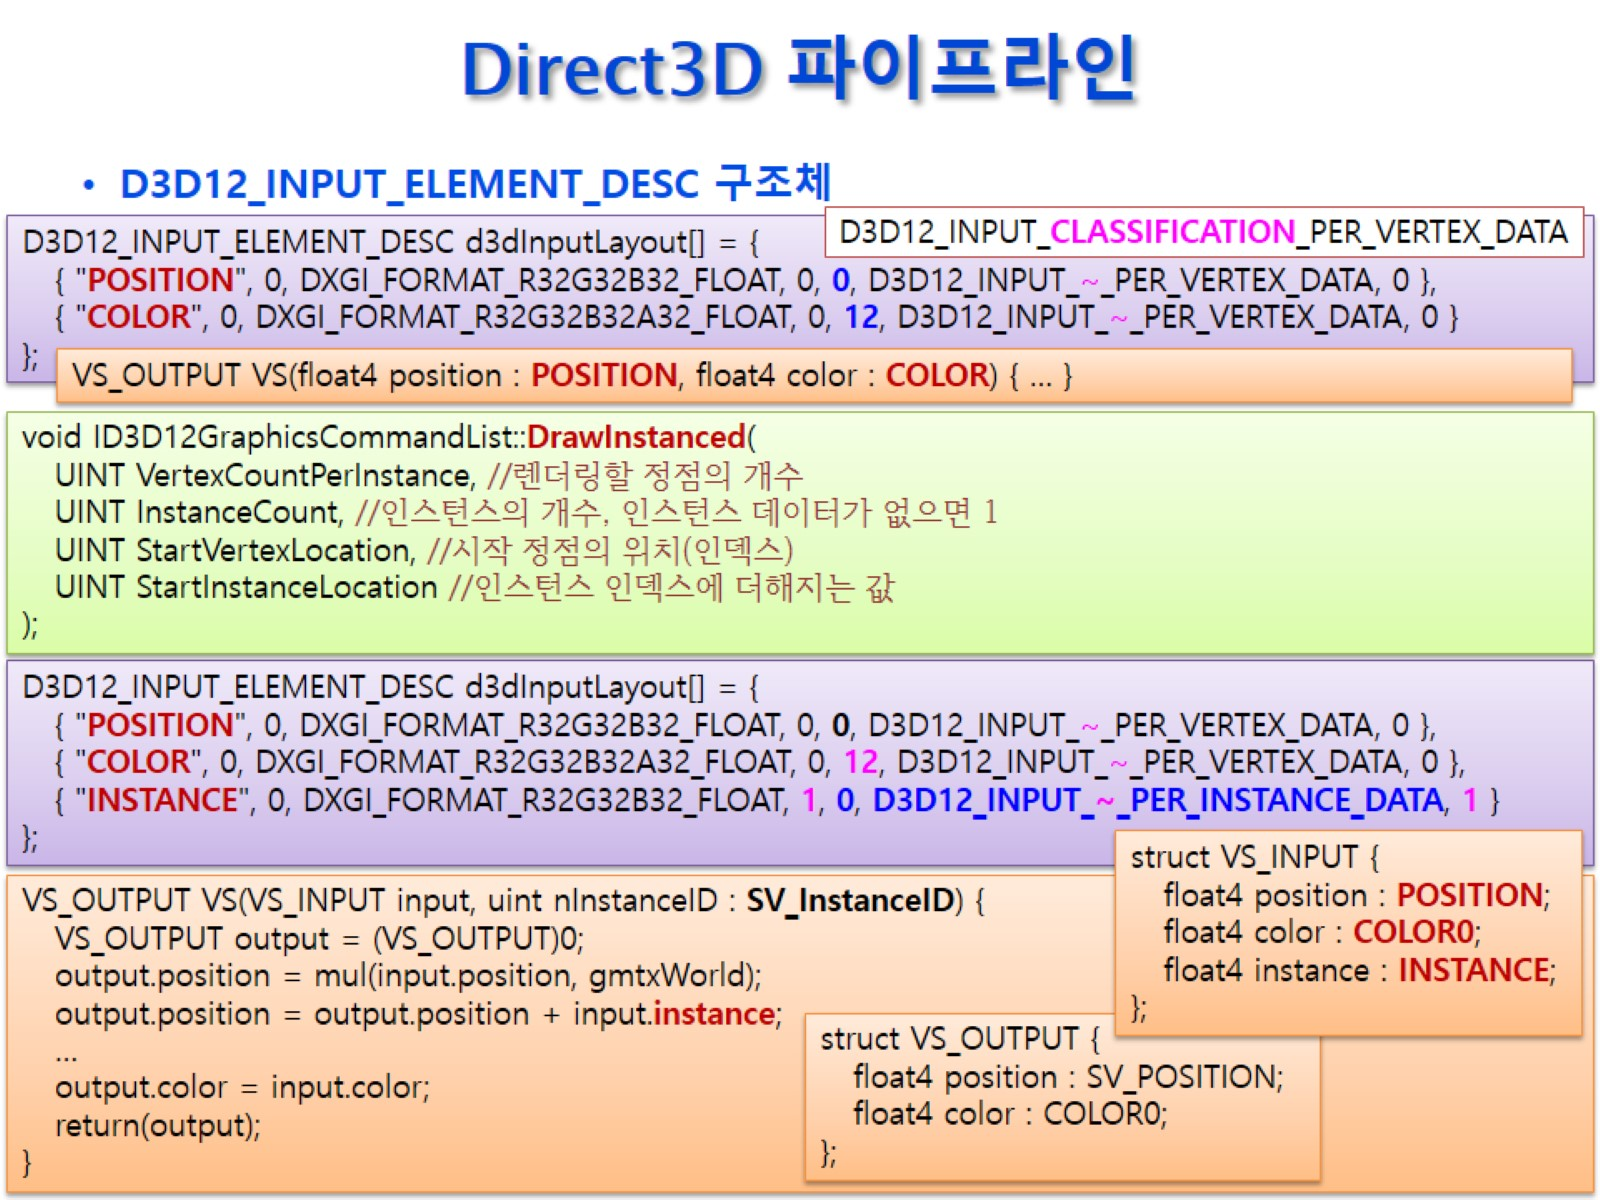 Direct3D 파이프라인
• D3D12_INPUT_ELEMENT_DESC 구조체
D3D12_INPUT_CLASSIFICATION_PER_VERTEX_DATA
D3D12_INPUT_ELEMENT_DESC d3dInputLayout[] = {
{ "POSITION", 0, DXGI_FORMAT_R32G32B32_FLOAT, 0, 0, D3D12_INPUT_~_PER_VERTEX_DATA, 0 },
{ "COLOR", 0, DXGI_FORMAT_R32G32B32A32_FLOAT, 0, 12, D3D12_INPUT_~_PER_VERTEX_DATA, 0 }
};
VS_OUTPUT VS(float4 position : POSITION, float4 color : COLOR) { ... }
void ID3D12GraphicsCommandList::DrawInstanced(
UINT VertexCountPerInstance, //렌더링할 정점의 개수
UINT InstanceCount, //인스턴스의 개수, 인스턴스 데이터가 없으면 1
UINT StartVertexLocation, //시작 정점의 위치(인덱스)
UINT StartInstanceLocation //인스턴스 인덱스에 더해지는 값
);
D3D12_INPUT_ELEMENT_DESC d3dInputLayout[] = {
{ "POSITION", 0, DXGI_FORMAT_R32G32B32_FLOAT, 0, 0, D3D12_INPUT_~_PER_VERTEX_DATA, 0 },
{ "COLOR", 0, DXGI_FORMAT_R32G32B32A32_FLOAT, 0, 12, D3D12_INPUT_~_PER_VERTEX_DATA, 0 },
{ "INSTANCE", 0, DXGI_FORMAT_R32G32B32_FLOAT, 1, 0, D3D12_INPUT_~_PER_INSTANCE_DATA, 1 }
};
struct VS_INPUT {
float4 position : POSITION;
float4 color : COLOR0;
float4 instance : INSTANCE;
};
VS_OUTPUT VS(VS_INPUT input, uint nInstanceID : SV_InstanceID) {
VS_OUTPUT output = (VS_OUTPUT)0;
output.position = mul(input.position, gmtxWorld);
output.position = output.position + input.instance;
...
output.color = input.color;
return(output);
}
struct VS_OUTPUT {
float4 position : SV_POSITION;
float4 color : COLOR0;
};